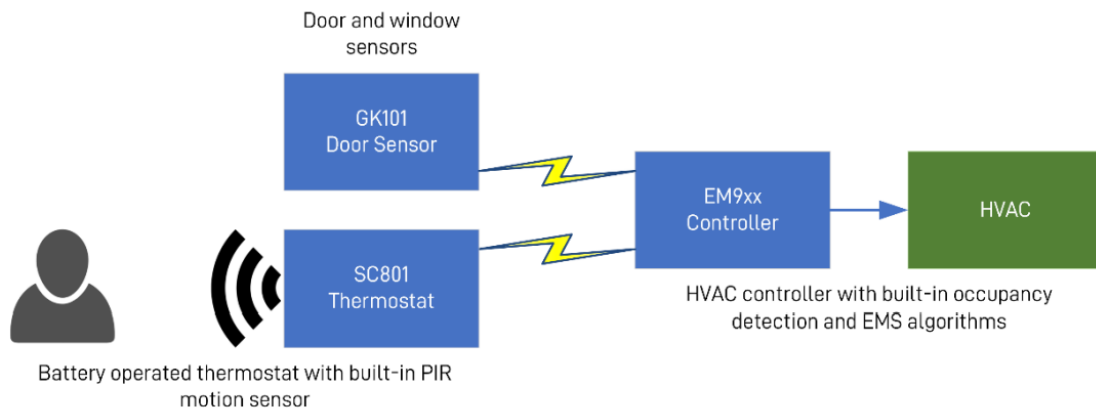 Door and window
sensors
GK101
Door Sensor
EM9xx
Controller
HVAC
SC801
Thermostat
HVAC controller with built-in occupancy
detection and EMS algorithms
Battery operated thermostat with built-in PIR
motion sensor